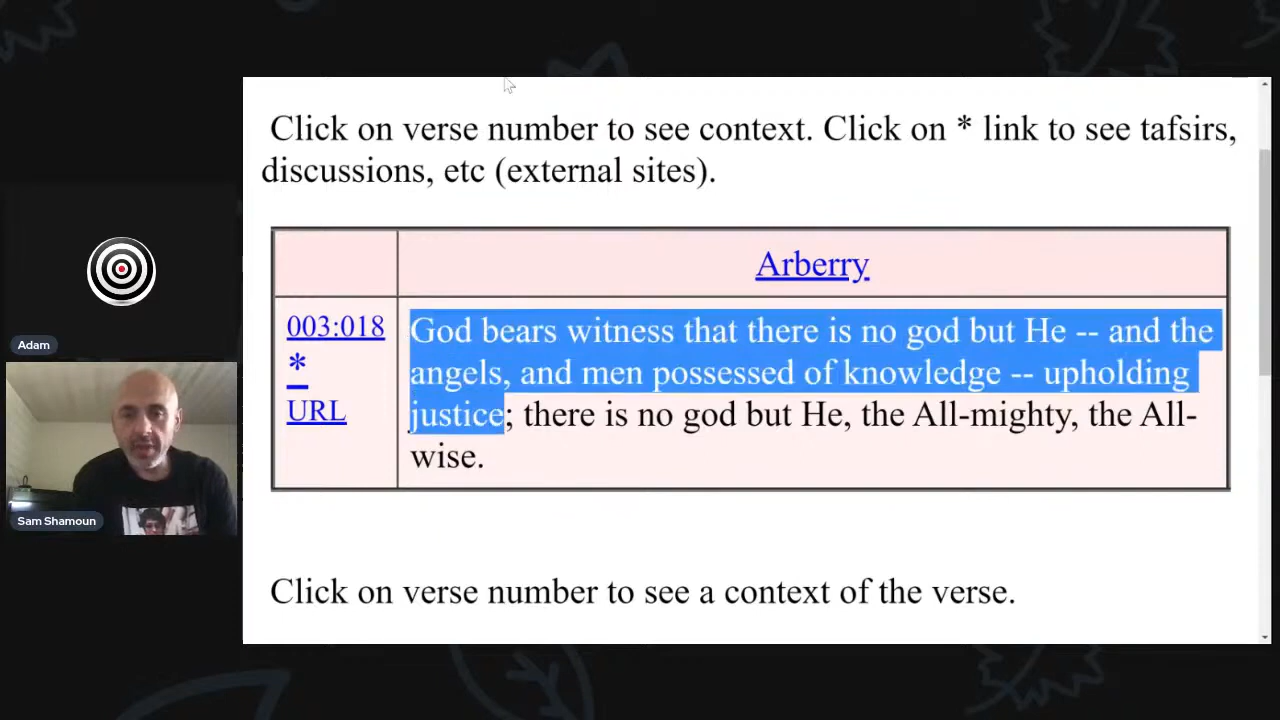 Click on verse number to see context. Click on * link to see tafsirs,
discussions, etc (external sites).
Arberry
003:018
*
URL
God bears witness that there is no god but He -- and the
angels, and men possessed of knowledge -- upholding
justice; there is no god but He, the All-mighty, the All-
wise.
Click on verse number to see a context of the verse.
Adam
Sam Shamoun